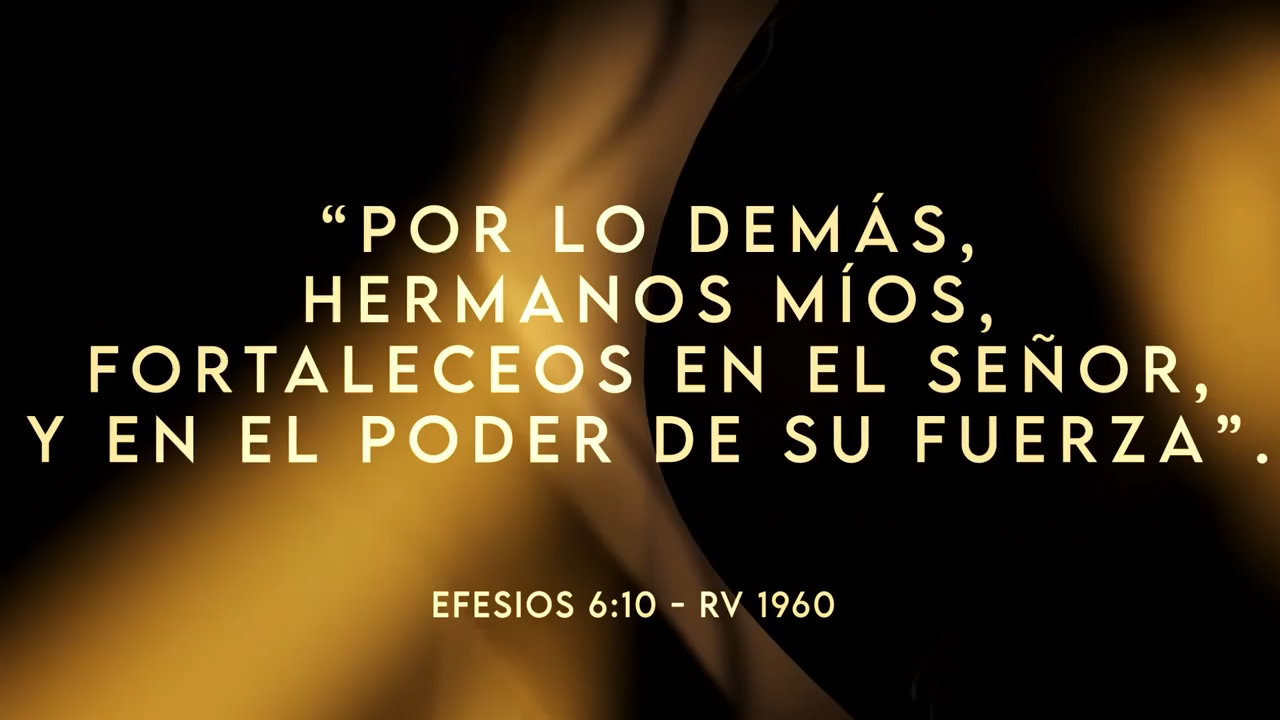 “POR LO DEMÁS,
HERMANOS MÍOS,
FORTALECEOS EN EL SEÑOR,
Y EN EL PODER DE SU FUERZA”.
EFESIOS 6:10 - RV 1960